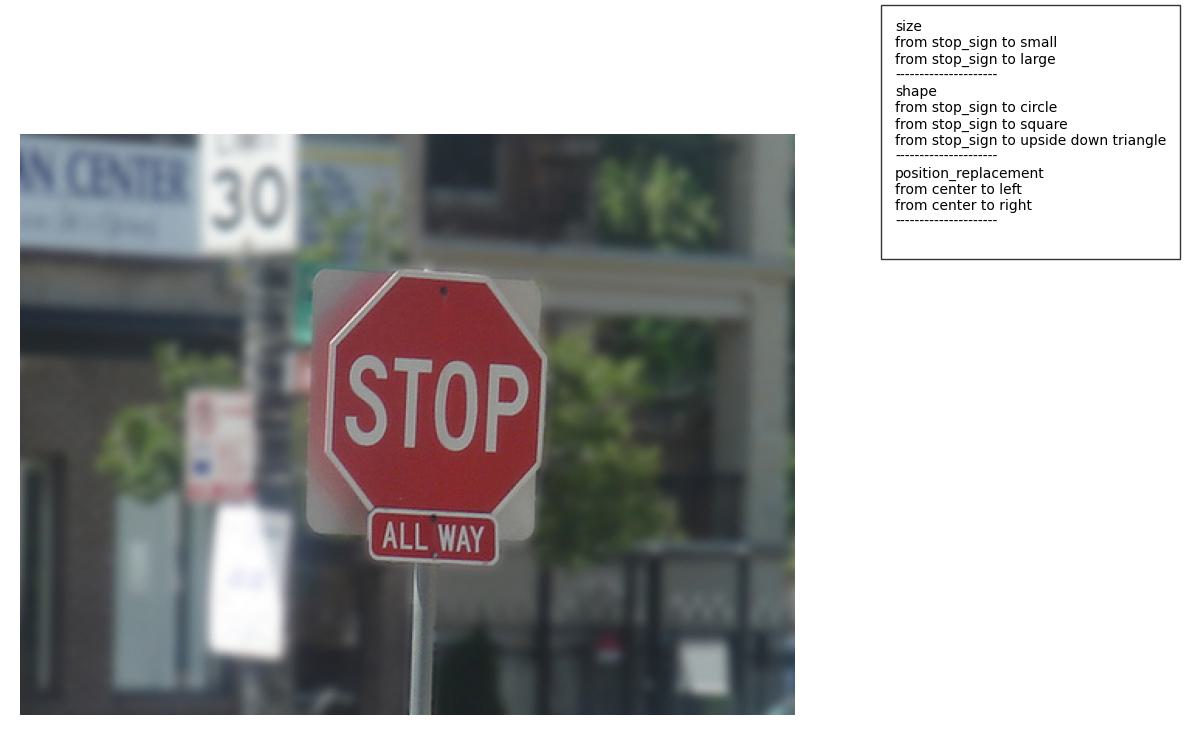 size
from stop_sign to small
from stop_sign to large
---------------------
shape
from stop_sign to circle
from stop_sign to square
from stop_sign to upside down triangle
---------------------
position_replacement
from center to left
from center to right
---------------------
CENTER
30
STOP
ALL WAY